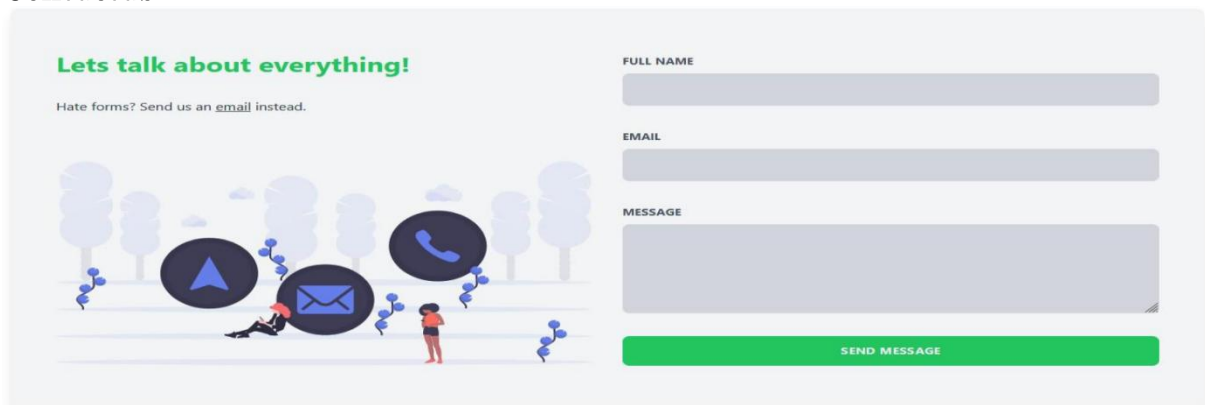 Lets talk about everything!
Hate forms? Send us an email instead.
FULL NAME
EMAIL
MESSAGE
SEND MESSAGE